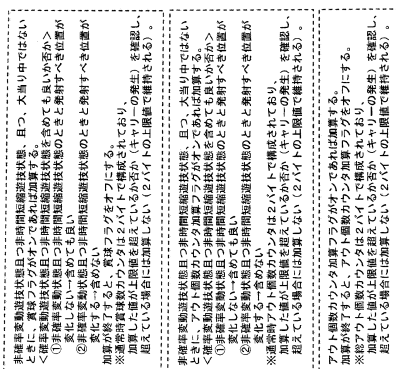 非確率変動遊技状態且つ非時間短縮遊技状態、且つ、大当り中ではない
ときに、賞球フラグがオンであれば加算する。
<確率変動遊技状態且つ非時間短縮遊技状態を含めても良いか否か>
①非確率変動遊技状態且つ非時間短縮遊技状態のときと発射すべき位置が
変化しない→含めても良い
②非確率変動遊技状態且つ非時間短縮遊技状態のときと発射すべき位置が
変化する→含めない
加算が終了すると、賞球フラグをオフにする。
※通常時賞球数カウンタは2バイトで構成されており、
加算した値が上限値を超えているか否か（キャリーの発生）を確認し、
超えている場合には加算しない（2バイトの上限値で維持される）。
非確率変動遊技状態且つ非時間短縮遊技状態、且つ、大当り中ではない
ときに、アウト個数カウンタ加算フラグがオンであれば加算する。
<確率変動遊技状態且つ非時間短縮遊技状態を含めても良いか否か>
①非確率変動遊技状態且つ非時間短縮遊技状態のときと発射すべき位置が
変化しない→含めても良い
②非確率変動遊技状態且つ非時間短縮遊技状態のときと発射すべき位置が
変化する→含めない
※通常時アウト個数カウンタは2バイトで構成されており、
加算した値が上限値を超えているか否か（キャリーの発生）を確認し、
超えている場合には加算しない（2バイトの上限値で維持される）。
アウト個数カウンタ加算フラグがオンであれば加算する。
加算が終了すると、アウト個数カウンタ加算フラグをオフにする。
※総アウト個数カウンタは2バイトで構成されており、
加算した値が上限値を超えているか否か（キャリーの発生）を確認し、
超えている場合には加算しない（2バイトの上限値で維持される）。